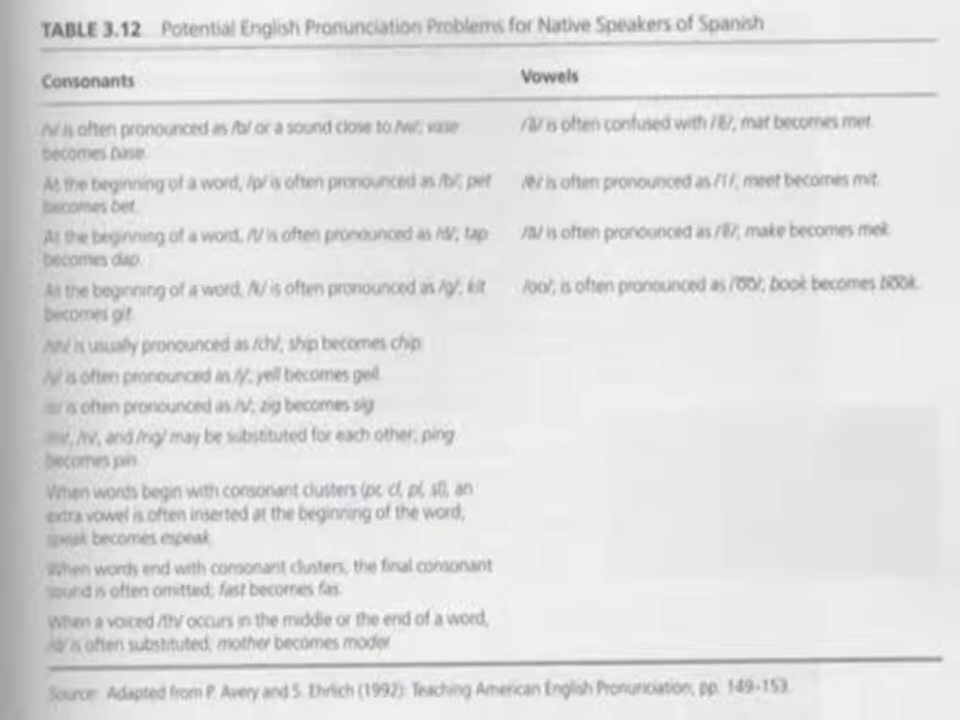 TABLE 3.12 Potential English Pronunciation Problems for Native Speakers of Spanish
Consonants
/v/ is often pronounced as /b/ or a sound close to /w/; vase
becomes base.
At the beginning of a word, /p/ is often pronounced as /b/; pet
becomes bet.
At the beginning of a word, /t/ is often pronounced as /d/; tap
becomes dap.
At the beginning of a word, /k/ is often pronounced as /g/; kit
becomes git.
/sh/ is usually pronounced as /ch/; ship becomes chip.
/y/ is often pronounced as /j/; yell becomes gell.
is often pronounced as /s/; zig becomes sig
/m/, /n/, and /ng/ may be substituted for each other; ping
becomes pin
When words begin with consonant clusters an
extra vowel is often inserted at the beginning of the word;
speak becomes espeak.
When words end with consonant clusters, the final consonant
sound is often omitted; fast becomes fas.
When a voiced /th/ occurs in the middle or the end of a word,
/d/ is often substituted; mother becomes moder
Vowels
/ă/ is often confused with /ĕ/; mat becomes met.
/ē/ is often pronounced as /ĭ/; meet becomes mit.
/ā/ is often pronounced as /ĕ/; make becomes mek.
/oo/, is often pronounced as /o͞o/; book becomes bo͞ok.
Source: Adapted from P. Avery and S. Ehrlich (1992). Teaching American English Pronunciation, pp. 149-153.